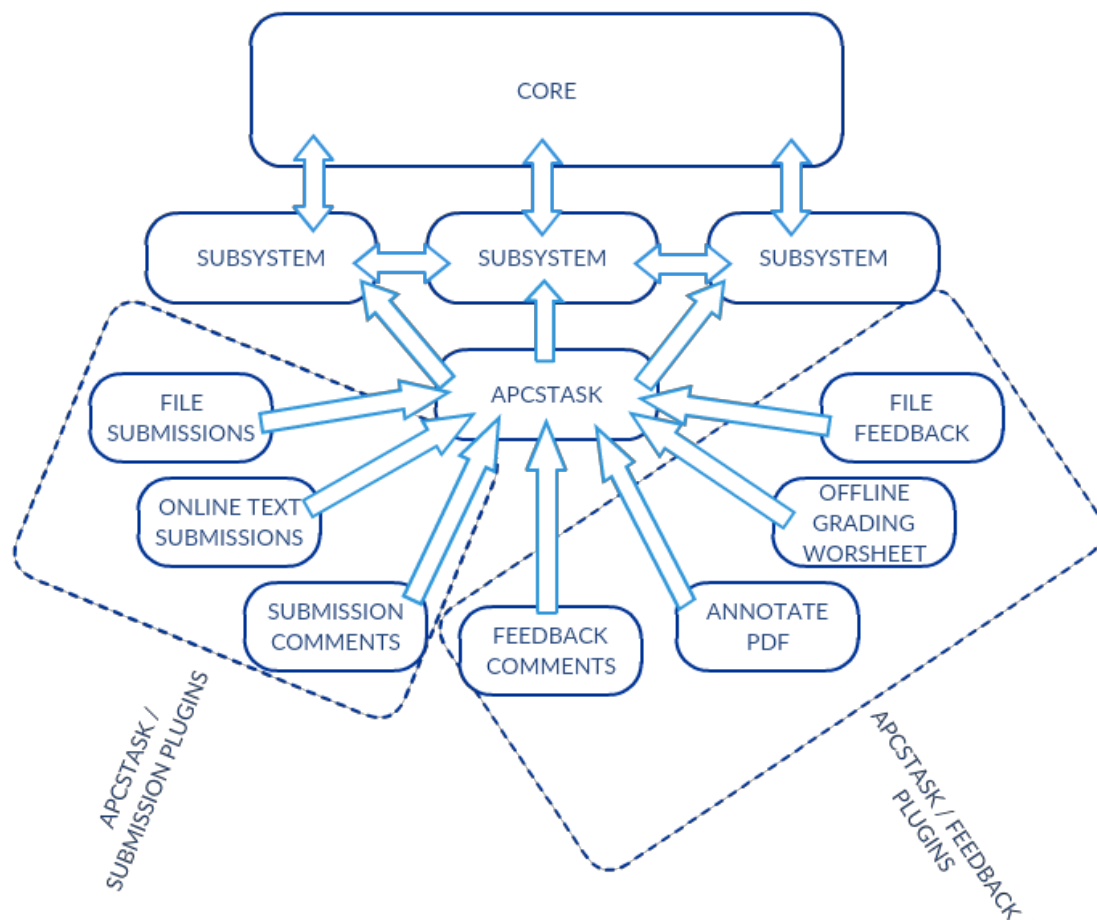 CORE
SUBSYSTEM
SUBSYSTEM
SUBSYSTEM
APCSTASK
FILE
SUBMISSIONS
FILE
FEEDBACK
ONLINE TEXT
SUBMISSIONS
OFFLINE
GRADING
WORSHEET
SUBMISSION
COMMENTS
FEEDBACK
COMMENTS
ANNOTATE
PDF
APCSTASK /
SUBMISSION PLUGINS
APCSTASK / FEEDBACK
PLUGINS